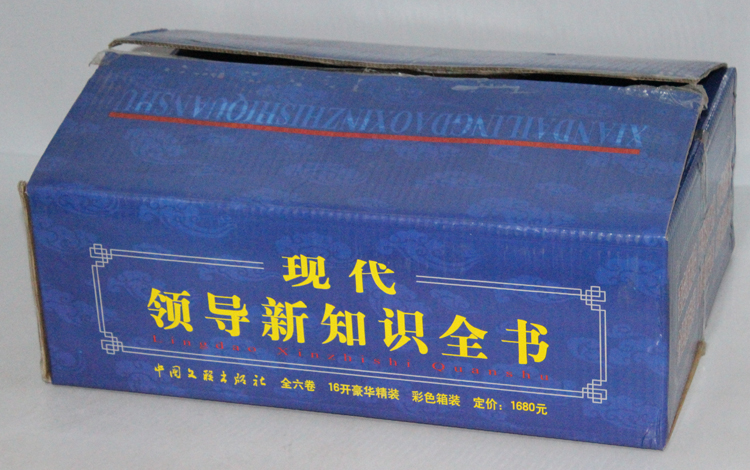 XIANDAILINGDAOXINZHISHIQUANSHU
现代
领导新知识全书
Lingdao Xinzhishi Quanshu
中国文联出版社 全六卷 16开豪华精装 彩色箱装 定价：1680元